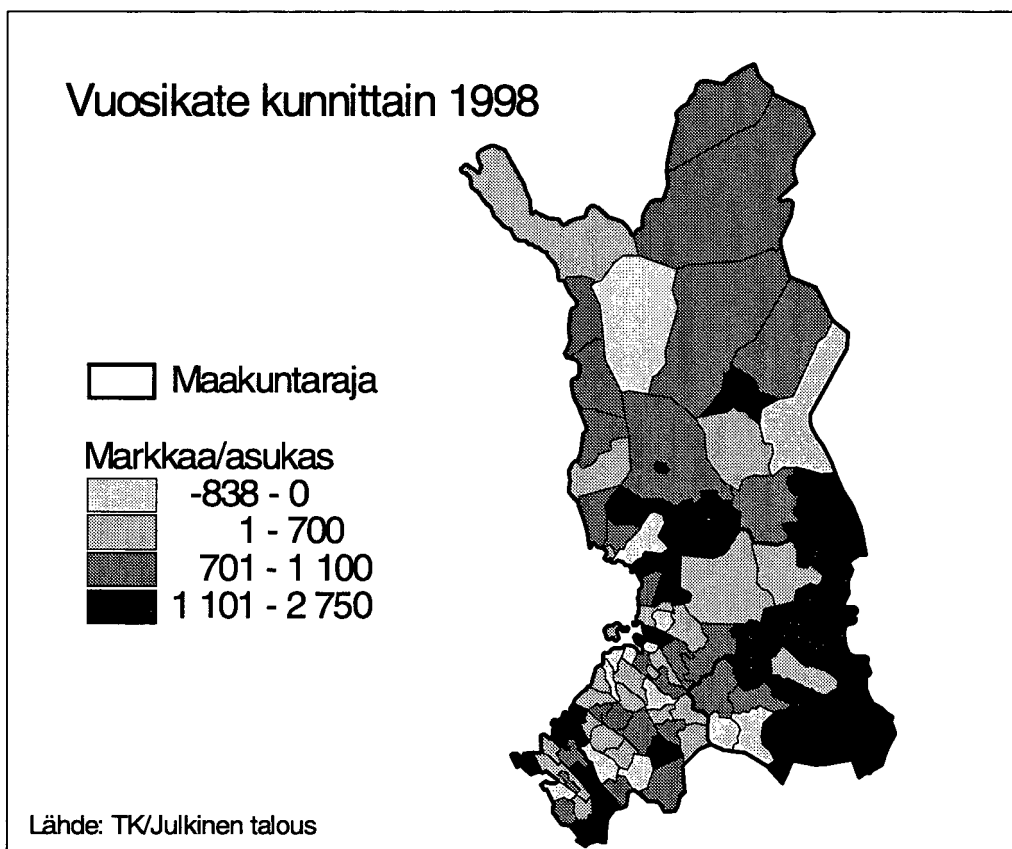 Vuosikate kunnittain 1998
Maakuntaraja
Markkaa/asukas
-838 - 0
1 - 700
701 - 1 100
1 101 - 2 750
Lähde: TK/Julkinen talous